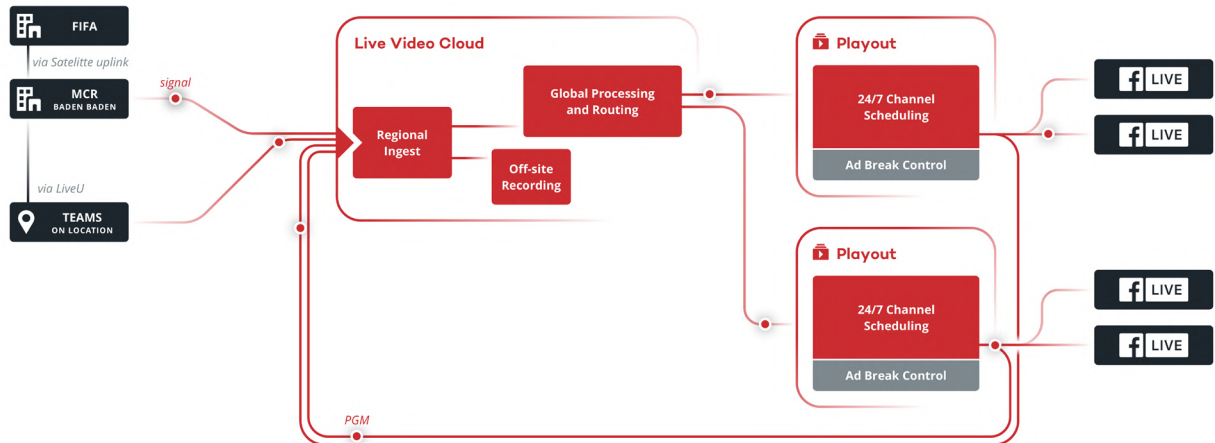 FIFA
via Satelitte uplink
MCR
BADEN BADEN
via LiveU
TEAMS
ON LOCATION
signal
Live Video Cloud
Regional
Ingest
Global Processing
and Routing
Off-site
Recording
PGM
Playout
24/7 Channel
Scheduling
Ad Break Control
Playout
24/7 Channel
Scheduling
Ad Break Control
f LIVE
f LIVE
f LIVE
f LIVE